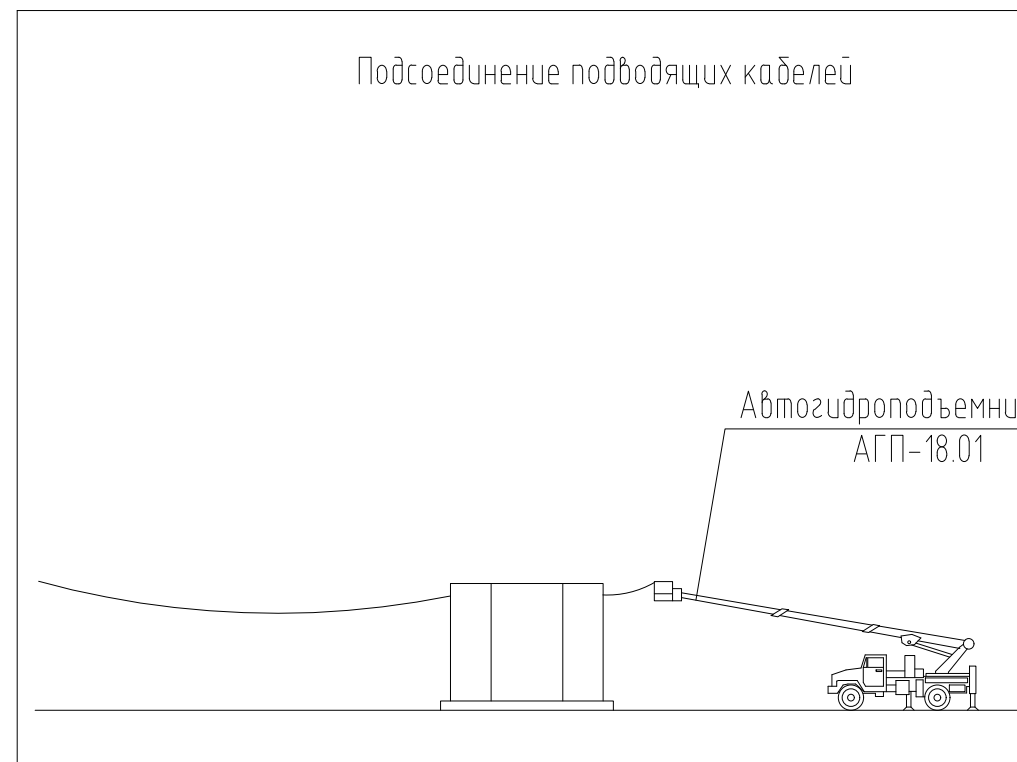 Подсоединение подводящих кабелей
Автогидроподъемни
АГП-18.01